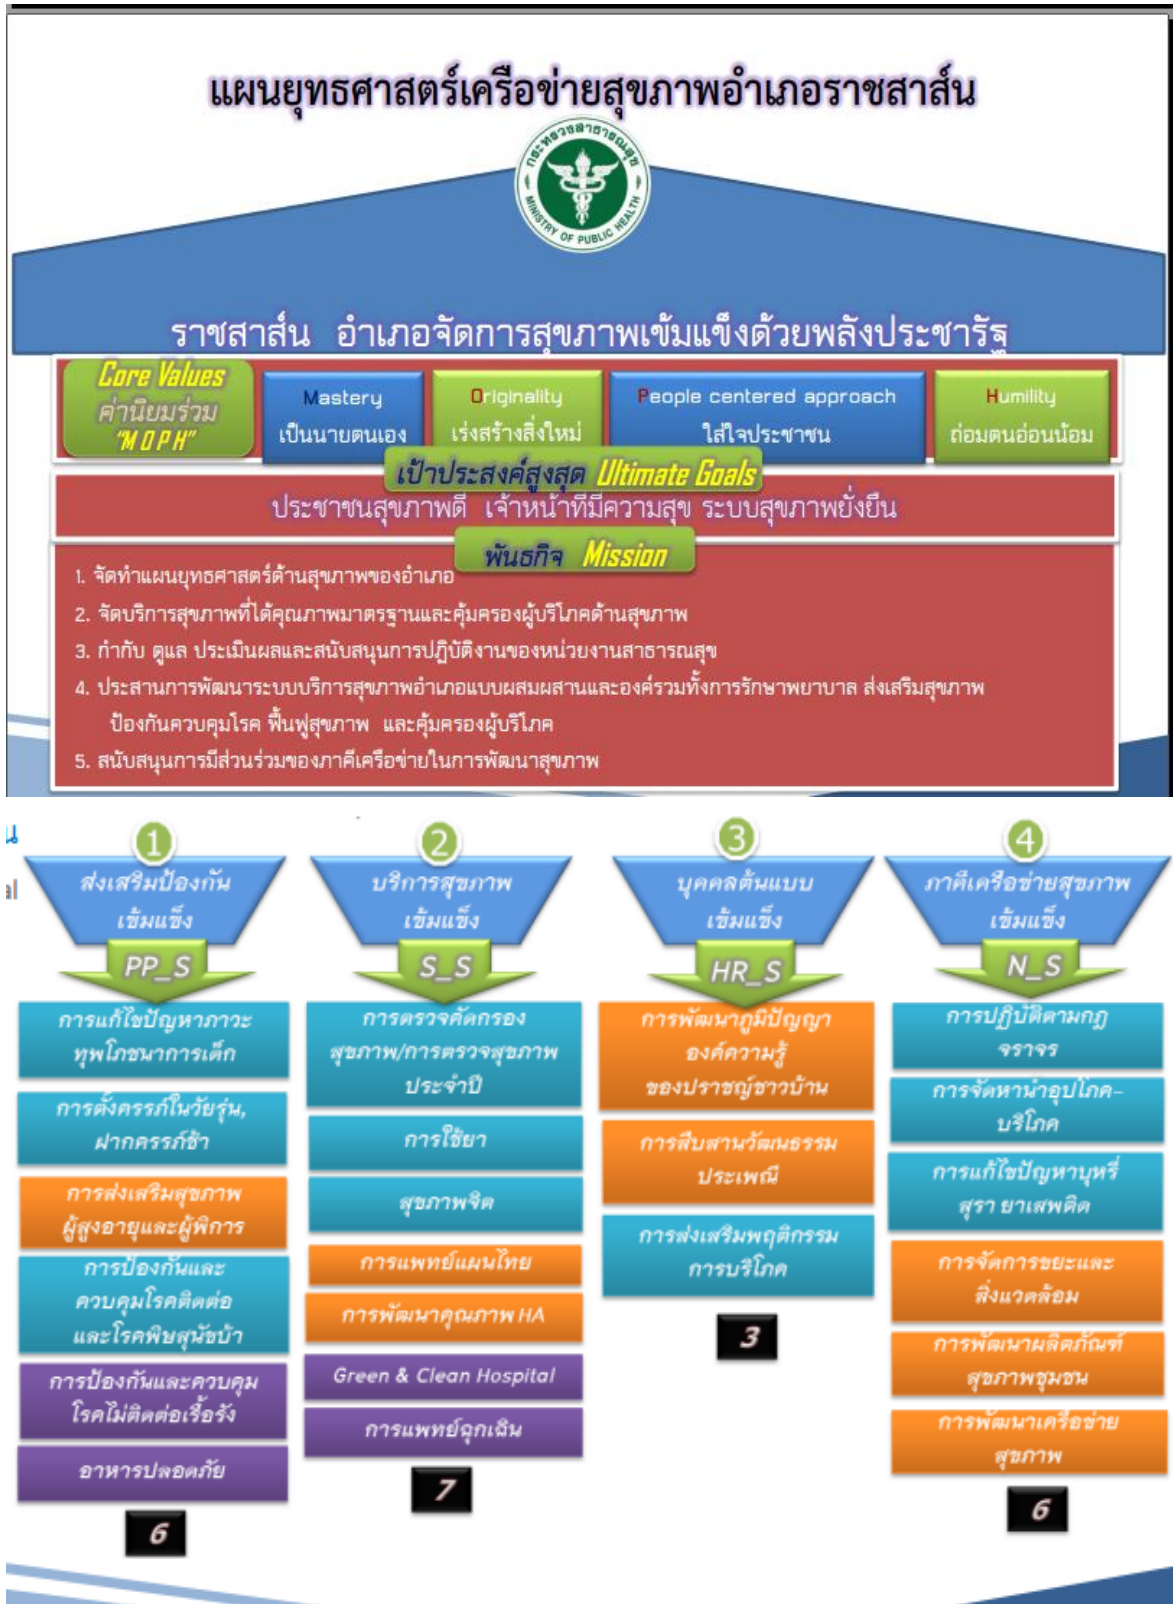 แผนยุทธศาสตร์เครือข่ายสุขภาพอำเภอราชสาส์น
กระทรวงสาธารณสุข
MINISTRY OF PUBLIC HEALTH
ราชสาส์น อำเภอจัดการสุขภาพเข้มแข็งด้วยพลังประชารัฐ
Core Values
ค่านิยมร่วม
"M O P H"
Mastery
เป็นนายตนเอง
Originality
เร่งสร้างสิ่งใหม่
People centered approach
ใส่ใจประชาชน
Humility
ถ่อมตนอ่อนน้อม
เป้าประสงค์สูงสุด Ultimate Goals
ประชาชนสุขภาพดี เจ้าหน้าที่มีความสุข ระบบสุขภาพยั่งยืน
พันธกิจ Mission
1. จัดทำแผนยุทธศาสตร์ด้านสุขภาพของอำเภอ
2. จัดบริการสุขภาพที่ได้คุณภาพมาตรฐานและคุ้มครองผู้บริโภคด้านสุขภาพ
3. กำกับ ดูแล ประเมินผลและสนับสนุนการปฏิบัติงานของหน่วยงานสาธารณสุข
4. ประสานการพัฒนาระบบบริการสุขภาพอำเภอแบบผสมผสานและองค์รวมทั้งการรักษาพยาบาล ส่งเสริมสุขภาพ
ป้องกันควบคุมโรค ฟื้นฟูสุขภาพ และคุ้มครองผู้บริโภค
5. สนับสนุนการมีส่วนร่วมของภาคีเครือข่ายในการพัฒนาสุขภาพ
น
al
1
ส่งเสริมป้องกัน
เข้มแข็ง
PP_S
การแก้ไขปัญหาภาวะ
ทุพโภชนาการเด็ก
การตั้งครรภ์ในวัยรุ่น,
ฝากครรภ์ช้า
การส่งเสริมสุขภาพ
ผู้สูงอายุและผู้พิการ
การป้องกันและ
ควบคุมโรคติดต่อ
และโรคพิษสุนัขบ้า
การป้องกันและควบคุม
โรคไม่ติดต่อเรื้อรัง
อาหารปลอดภัย
6
2
บริการสุขภาพ
เข้มแข็ง
S_S
การตรวจคัดกรอง
สุขภาพ/การตรวจสุขภาพ
ประจำปี
การใช้ยา
สุขภาพจิต
การแพทย์แผนไทย
การพัฒนาคุณภาพ HA
Green & Clean Hospital
การแพทย์ฉุกเฉิน
7
3
บุคคลต้นแบบ
เข้มแข็ง
HR_S
การพัฒนาภูมิปัญญา
องค์ความรู้
ของปราชญ์ชาวบ้าน
การสืบสานวัฒนธรรม
ประเพณี
การส่งเสริมพฤติกรรม
การบริโภค
3
4
ภาคีเครือข่ายสุขภาพ
เข้มแข็ง
N_S
การปฏิบัติตามกฎ
จราจร
การจัดหาน้ำอุปโภค-
บริโภค
การแก้ไขปัญหาบุหรี่
สุรา ยาเสพติด
การจัดการขยะและ
สิ่งแวดล้อม
การพัฒนาผลิตภัณฑ์
สุขภาพชุมชน
การพัฒนาเครือข่าย
สุขภาพ
6